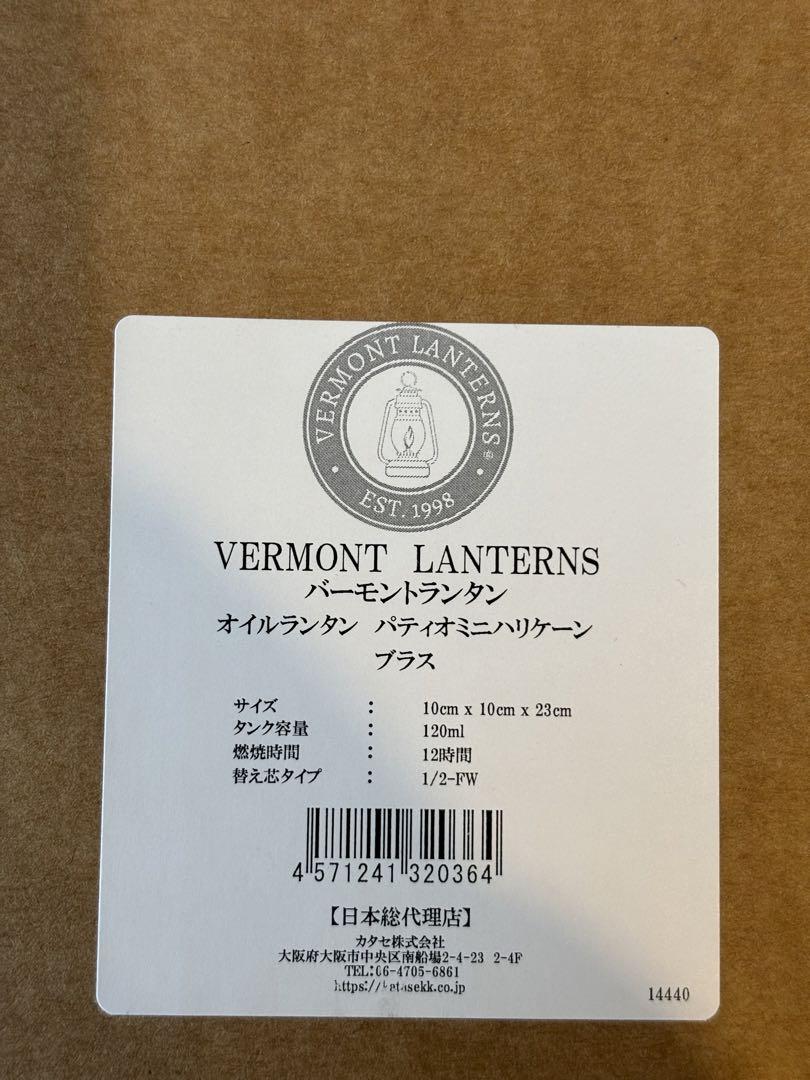 VERMONT LANTERNS®
EST. 1998
VERMONT LANTERNS
バーモントランタン
オイルランタン パティオミニハリケーン
ブラス
サイズ : 10cm x 10cm x 23cm
タンク容量 : 120ml
燃焼時間 : 12時間
替え芯タイプ : 1/2-FW
4 571241 320364
【日本総代理店】
カタセ株式会社
大阪府大阪市中央区南船場2-4-23 2-4F
TEL:06-4705-6861
https://katasekk.co.jp
14440